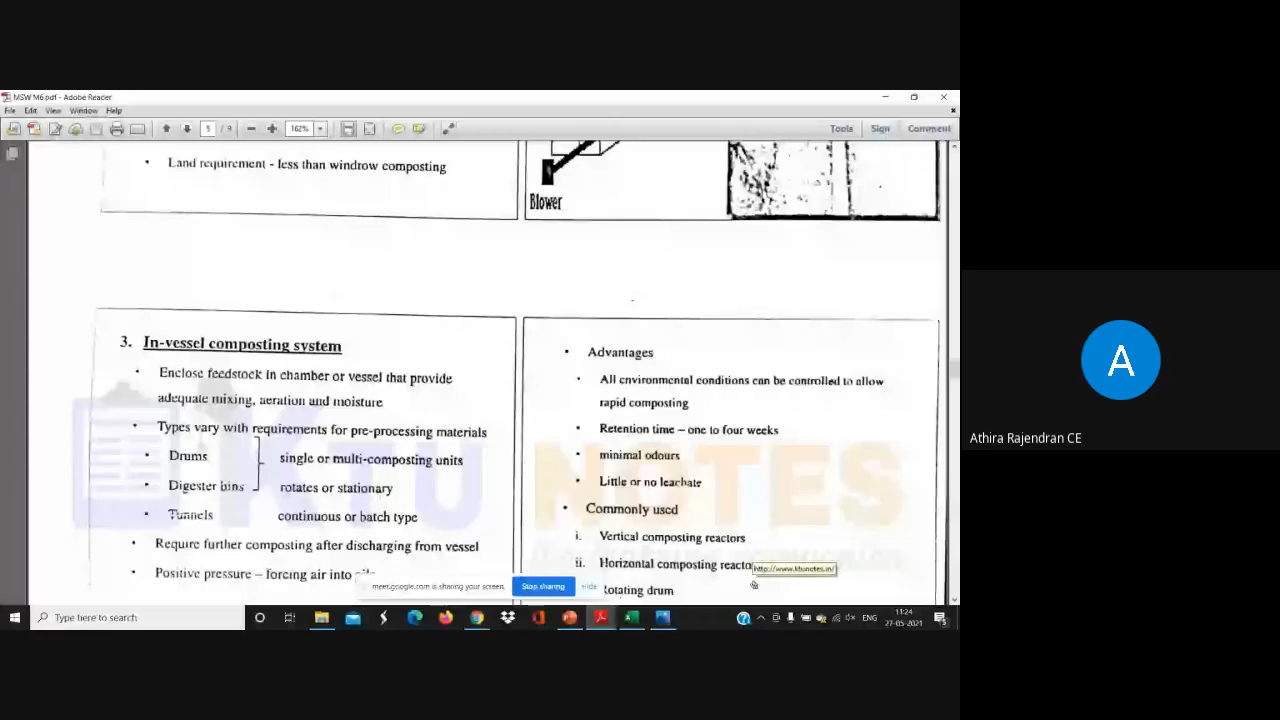 MSW M6.pdf - Adobe Reader
File Edit View Window Help
5 / 9
162%
Tools Sign Comment
• Land requirement - less than windrow composting
Blower
3. In-vessel composting system
• Enclose feedstock in chamber or vessel that provide
adequate mixing, aeration and moisture
• Types vary with requirements for pre-processing materials
• Drums single or multi-composting units
• Digester bins rotates or stationary
• Tunnels continuous or batch type
• Require further composting after discharging from vessel
• Positive pressure – forcing air into
• Advantages
• All environmental conditions can be controlled to allow
rapid composting
• Retention time – one to four weeks
• minimal odours
• Little or no leachate
• Commonly used
i. Vertical composting reactors
ii. Horizontal composting reacto
Rotating drum
http://www.ktunotes.in/
KTU NOTES
meet.google.com is sharing your screen. Stop sharing Hide
Type here to search
ENG
11:24
27-05-2021
A
Athira Rajendran CE